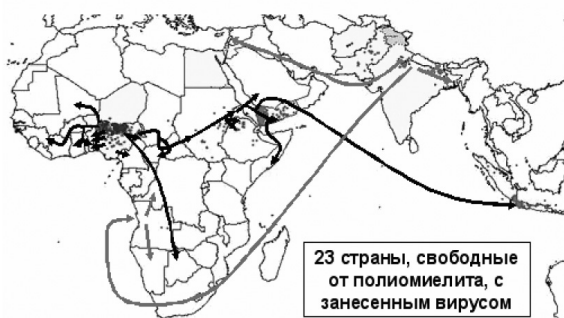 23 страны, свободные
от полиомиелита, с
занесенным вирусом